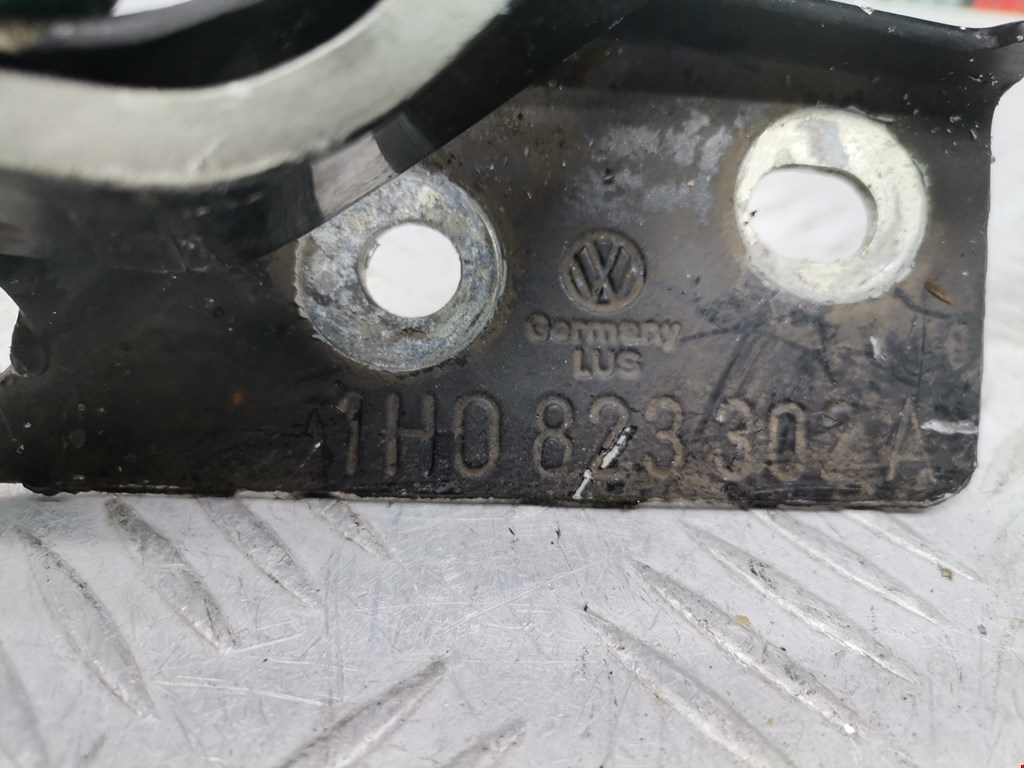 VW
Germany
LUS
1H0 823 302 A